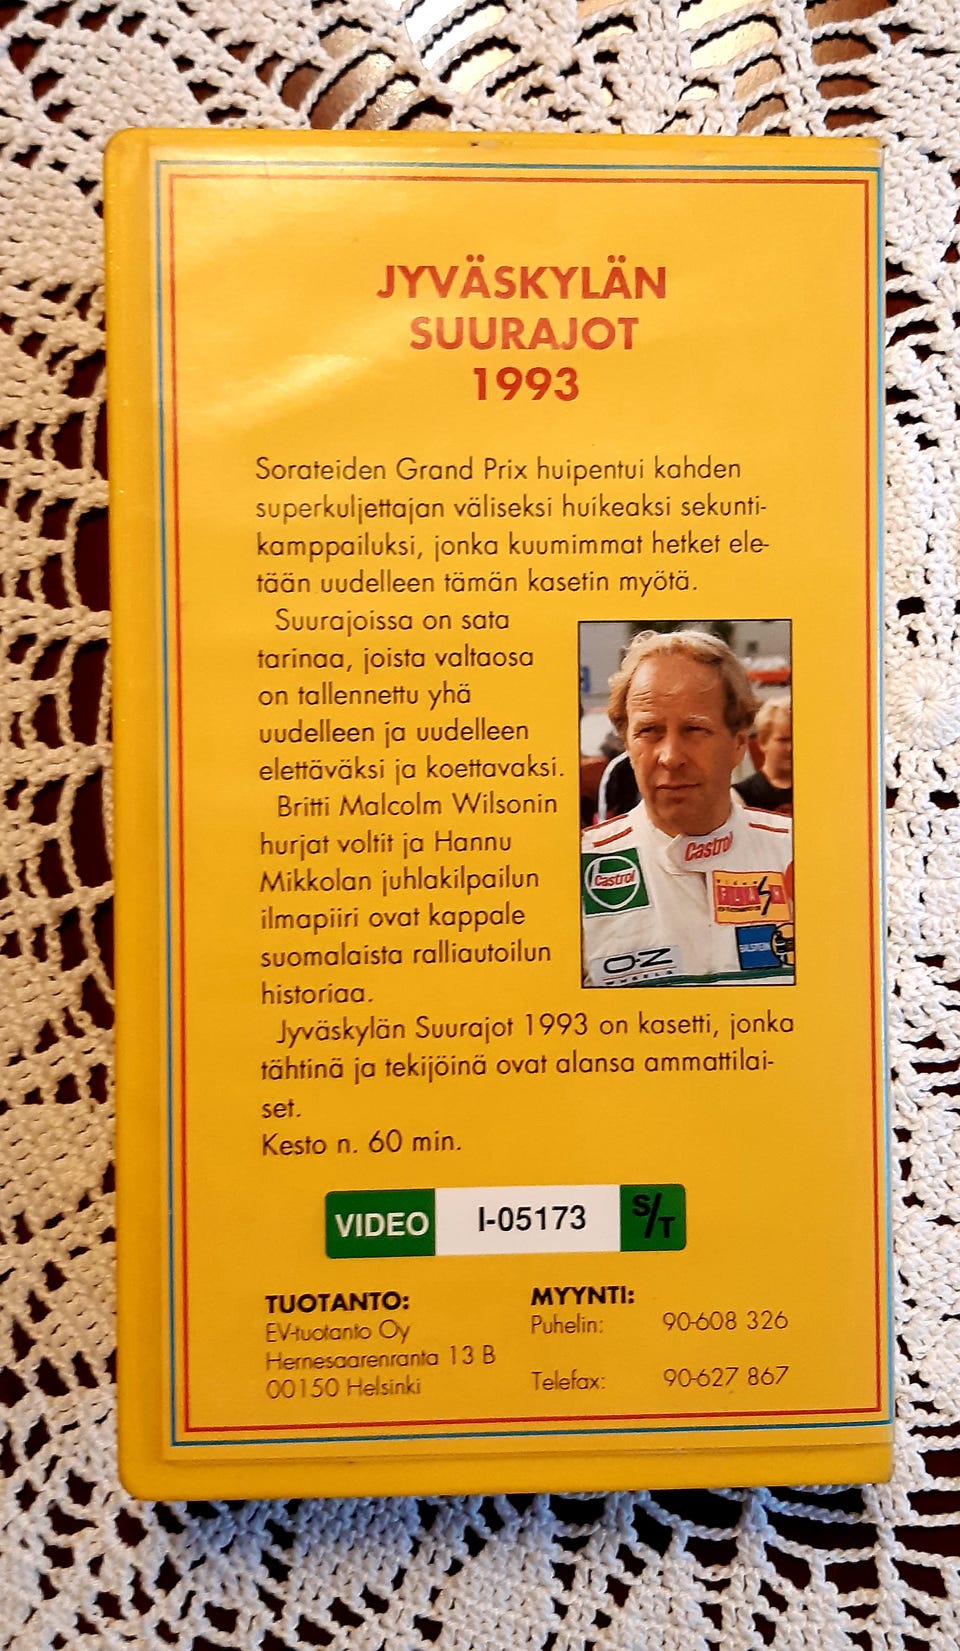 JYVÄSKYLÄN
SUURAJOT
1993
Sorateiden Grand Prix huipentui kahden
superkuljettajan väliseksi huikeaksi sekunti-
kamppailuksi, jonka kuumimmat hetket ele-
tään uudelleen tämän kasetin myötä.
Suurajoissa on sata
tarinaa, joista valtaosa
on tallennettu yhä
uudelleen ja uudelleen
elettäväksi ja koettavaksi.
Britti Malcolm Wilsonin
hurjat voltit ja Hannu
Mikkolan juhlakilpailun
ilmapiiri ovat kappale
suomalaista ralliautoilun
historiaa.
Jyväskylän Suurajot 1993 on kasetti, jonka
tähtinä ja tekijöinä ovat alansa ammattilai-
set.
Kesto n. 60 min.
Castrol
Castrol
BILSTEIN
O·Z
WHEELS
VIDEO I-05173 S/T
TUOTANTO:
EV-tuotanto Oy
Hernesaarenranta 13 B
00150 Helsinki
MYYNTI:
Puhelin: 90-608 326
Telefax: 90-627 867